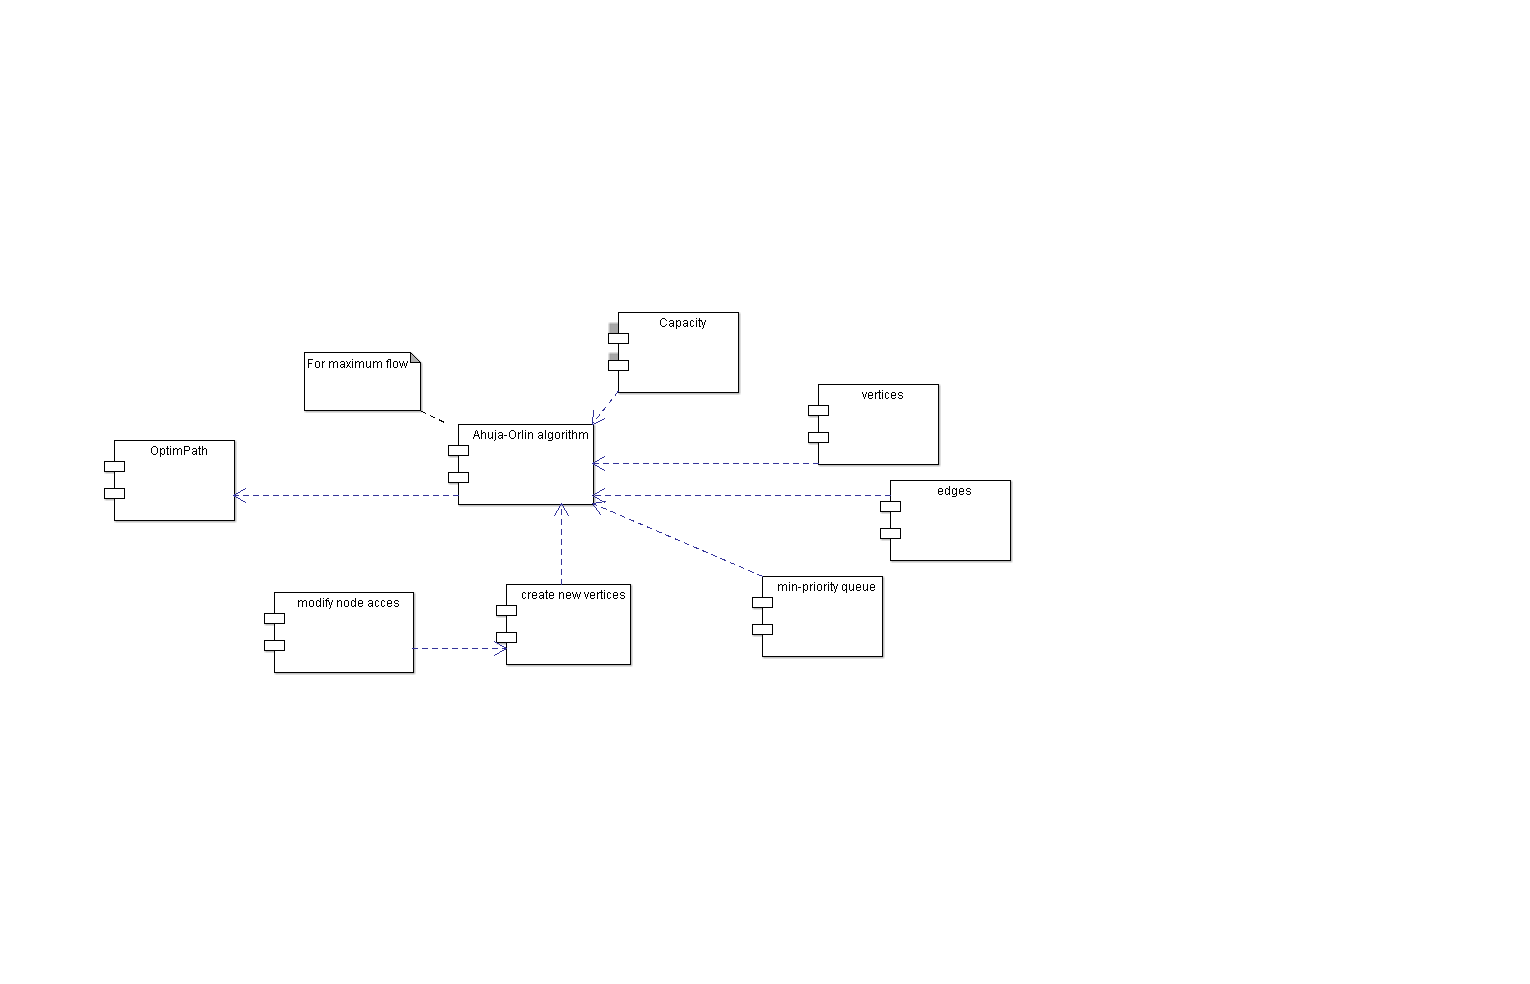 Capacity
For maximum flow
vertices
Ahuja-Orlin algorithm
OptimPath
edges
min-priority queue
create new vertices
modify node acces